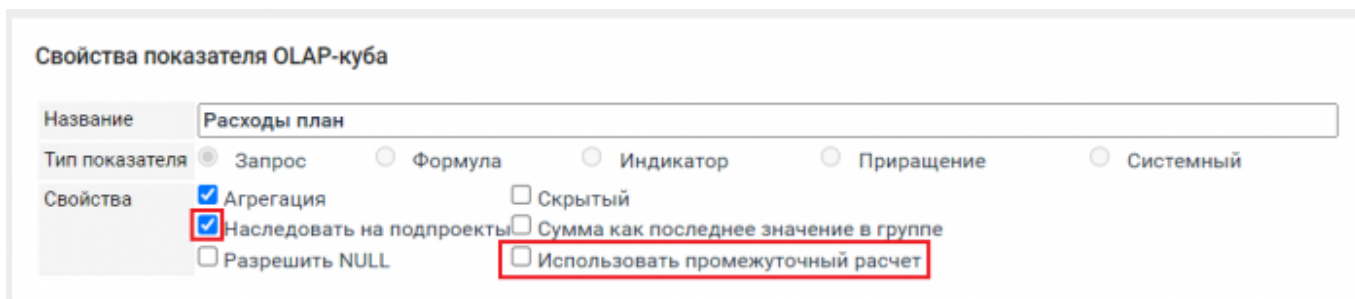 Свойства показателя OLAP-куба
Название Расходы план
Тип показателя Запрос Формула Индикатор Приращение Системный
Свойства Агрегация Скрытый
Наследовать на подпроекты Сумма как последнее значение в группе
Разрешить NULL Использовать промежуточный расчет